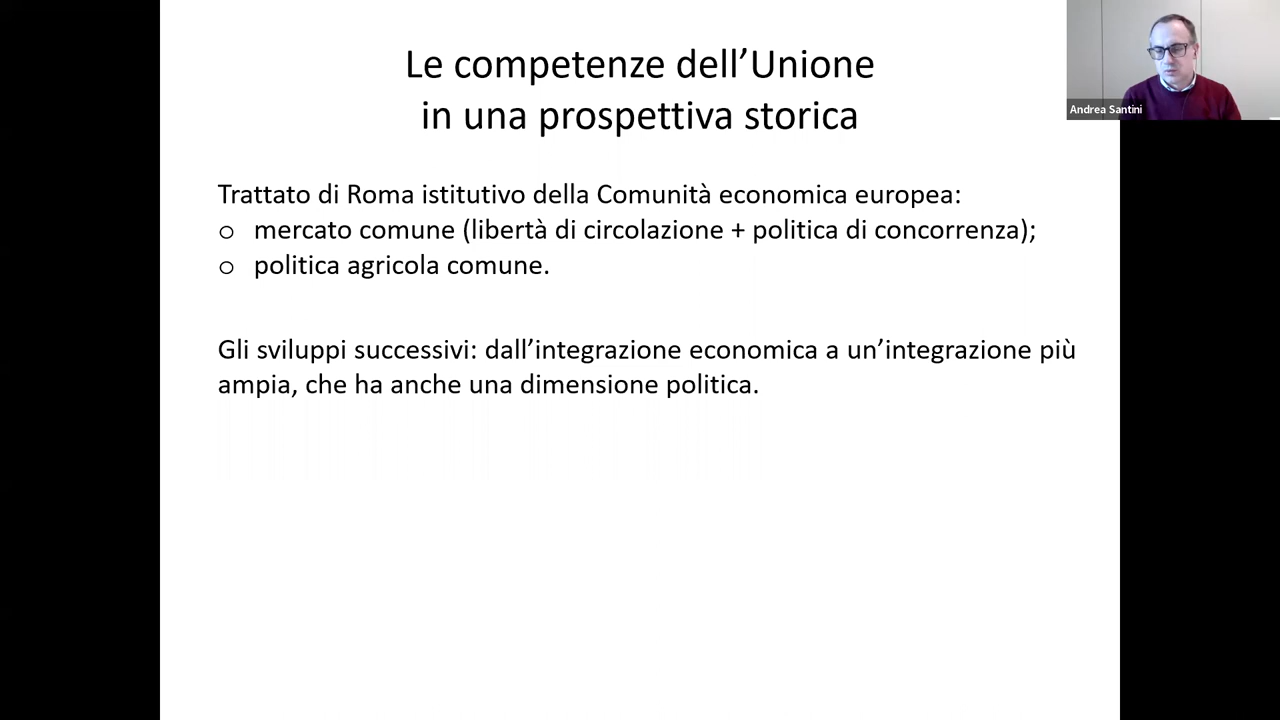 Le competenze dell’Unione
in una prospettiva storica
Andrea Santini
Trattato di Roma istitutivo della Comunità economica europea:
o mercato comune (libertà di circolazione + politica di concorrenza);
o politica agricola comune.
Gli sviluppi successivi: dall’integrazione economica a un’integrazione più
ampia, che ha anche una dimensione politica.